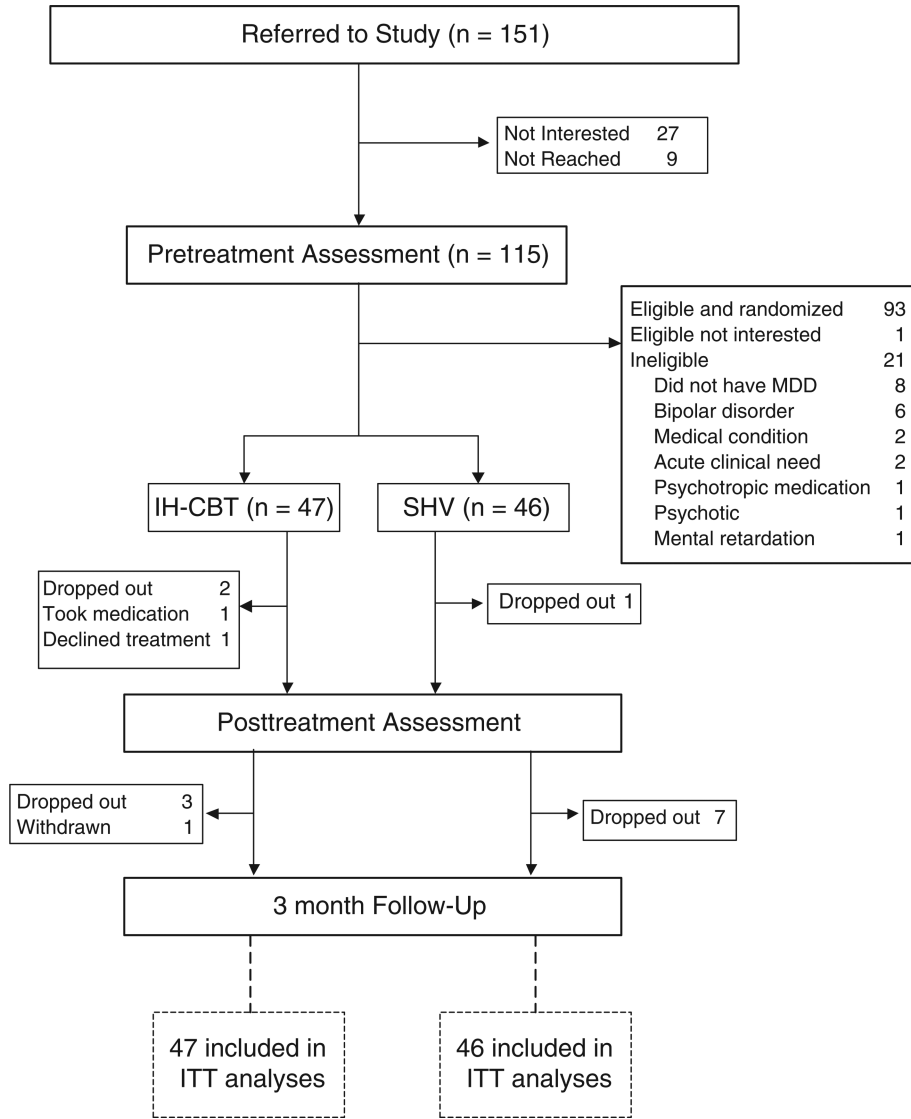 Referred to Study (n = 151)
Not Interested 27
Not Reached 9
Pretreatment Assessment (n = 115)
Eligible and randomized 93
Eligible not interested 1
Ineligible 21
Did not have MDD 8
Bipolar disorder 6
Medical condition 2
Acute clinical need 2
Psychotropic medication 1
Psychotic 1
Mental retardation 1
IH-CBT (n = 47)
SHV (n = 46)
Dropped out 2
Took medication 1
Declined treatment 1
Dropped out 1
Posttreatment Assessment
Dropped out 3
Withdrawn 1
Dropped out 7
3 month Follow-Up
47 included in
ITT analyses
46 included in
ITT analyses